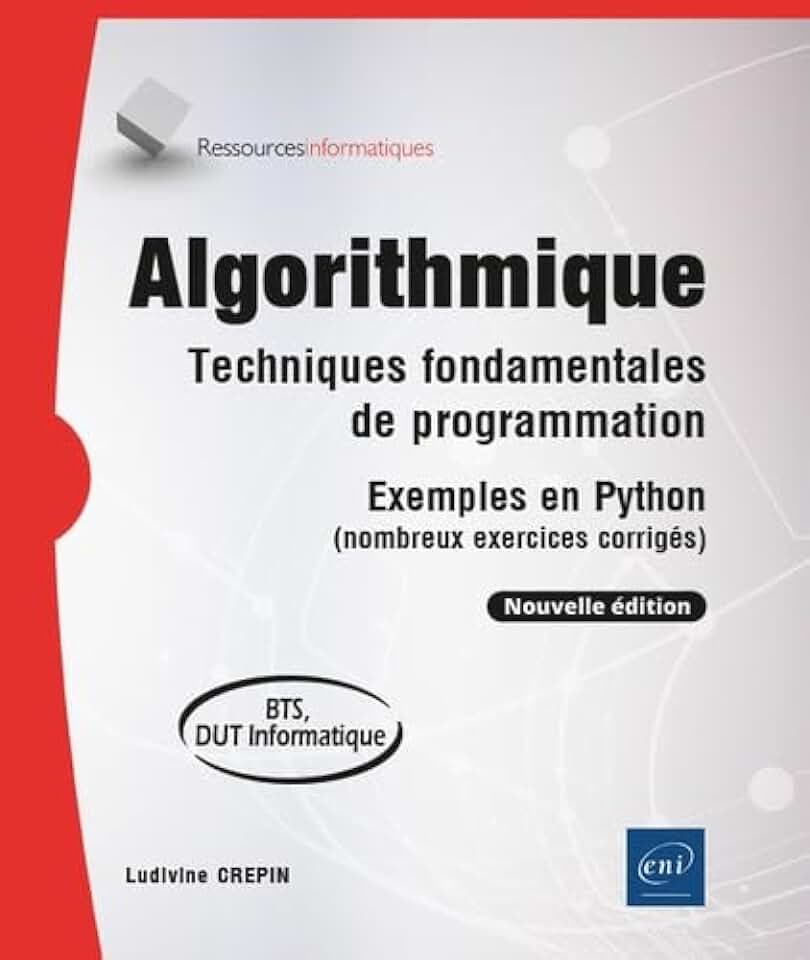 Ressourcesinformatiques
Algorithmique
Techniques fondamentales
de programmation
Exemples en Python
(nombreux exercices corrigés)
Nouvelle édition
BTS,
DUT Informatique
Ludivine CREPIN
eni